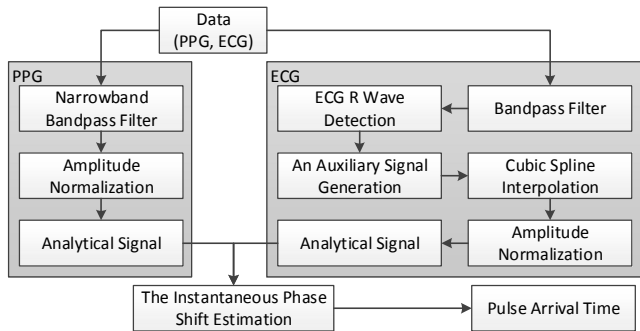 Data
(PPG, ECG)
PPG
Narrowband
Bandpass Filter
Amplitude
Normalization
Analytical Signal
ECG
ECG R Wave
Detection
Bandpass Filter
An Auxiliary Signal
Generation
Cubic Spline
Interpolation
Analytical Signal
Amplitude
Normalization
The Instantaneous Phase
Shift Estimation
Pulse Arrival Time